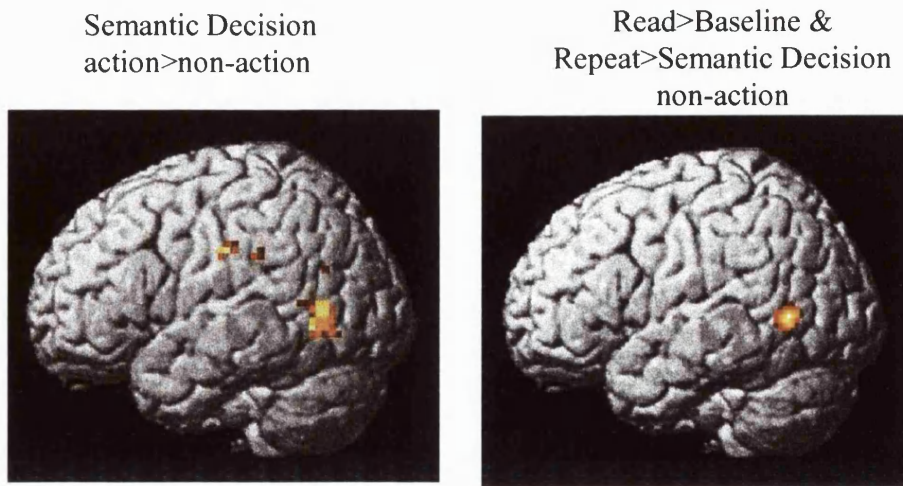 Semantic Decision
action>non-action
Read>Baseline &
Repeat>Semantic Decision
non-action